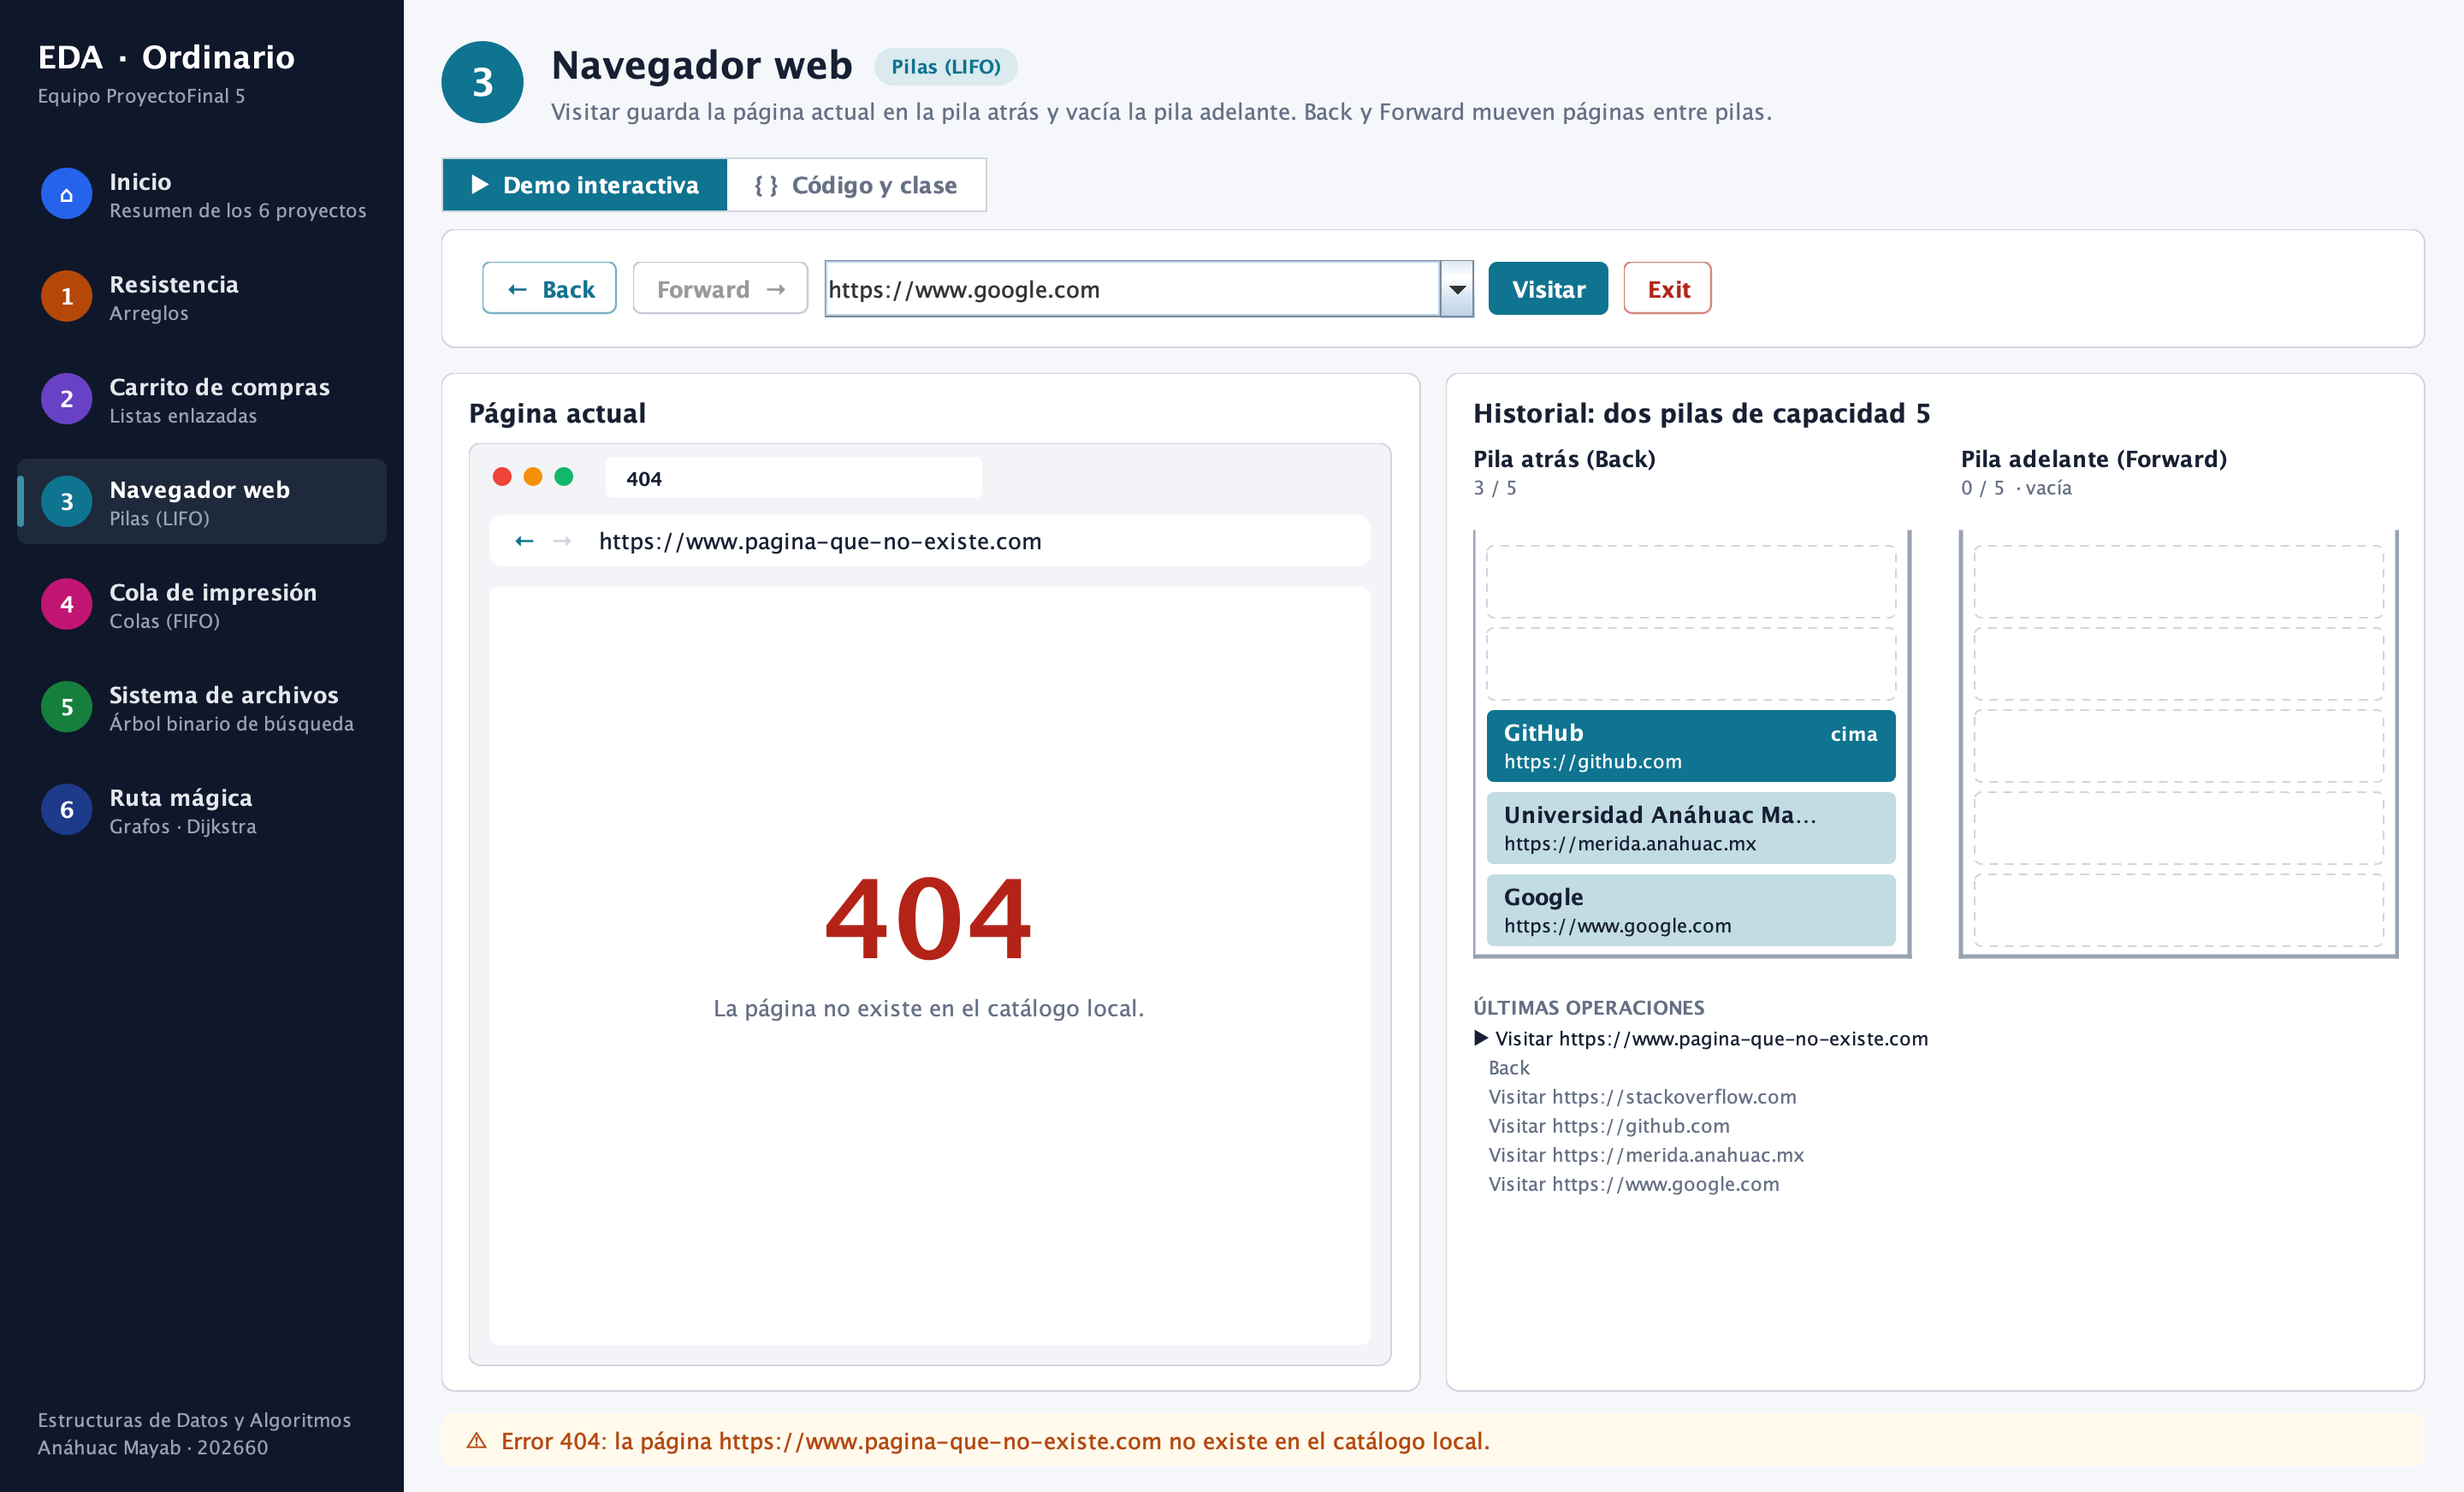 EDA · Ordinario
Equipo ProyectoFinal 5
Inicio
Resumen de los 6 proyectos
1
Resistencia
Arreglos
2
Carrito de compras
Listas enlazadas
3
Navegador web
Pilas (LIFO)
4
Cola de impresión
Colas (FIFO)
5
Sistema de archivos
Árbol binario de búsqueda
6
Ruta mágica
Grafos · Dijkstra
Estructuras de Datos y Algoritmos
Anáhuac Mayab · 202660
3
Navegador web
Pilas (LIFO)
Visitar guarda la página actual en la pila atrás y vacía la pila adelante. Back y Forward mueven páginas entre pilas.
▶ Demo interactiva
{ } Código y clase
← Back
Forward →
https://www.google.com
Visitar
Exit
Página actual
404
← → https://www.pagina-que-no-existe.com
404
La página no existe en el catálogo local.
Historial: dos pilas de capacidad 5
Pila atrás (Back)
3 / 5
GitHub
cima
https://github.com
Universidad Anáhuac Ma...
https://merida.anahuac.mx
Google
https://www.google.com
Pila adelante (Forward)
0 / 5 · vacía
ÚLTIMAS OPERACIONES
▶ Visitar https://www.pagina-que-no-existe.com
Back
Visitar https://stackoverflow.com
Visitar https://github.com
Visitar https://merida.anahuac.mx
Visitar https://www.google.com
⚠ Error 404: la página https://www.pagina-que-no-existe.com no existe en el catálogo local.